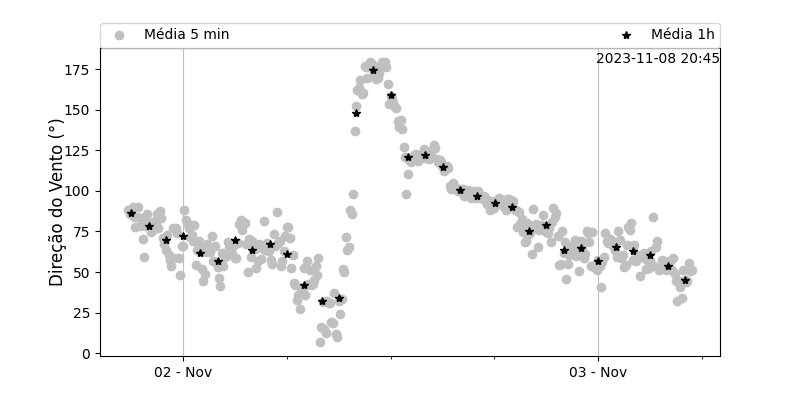 Média 5 min
Média 1h
2023-11-08 20:45
Direção do Vento (°)
175
150
125
100
75
50
25
0
02 - Nov
03 - Nov